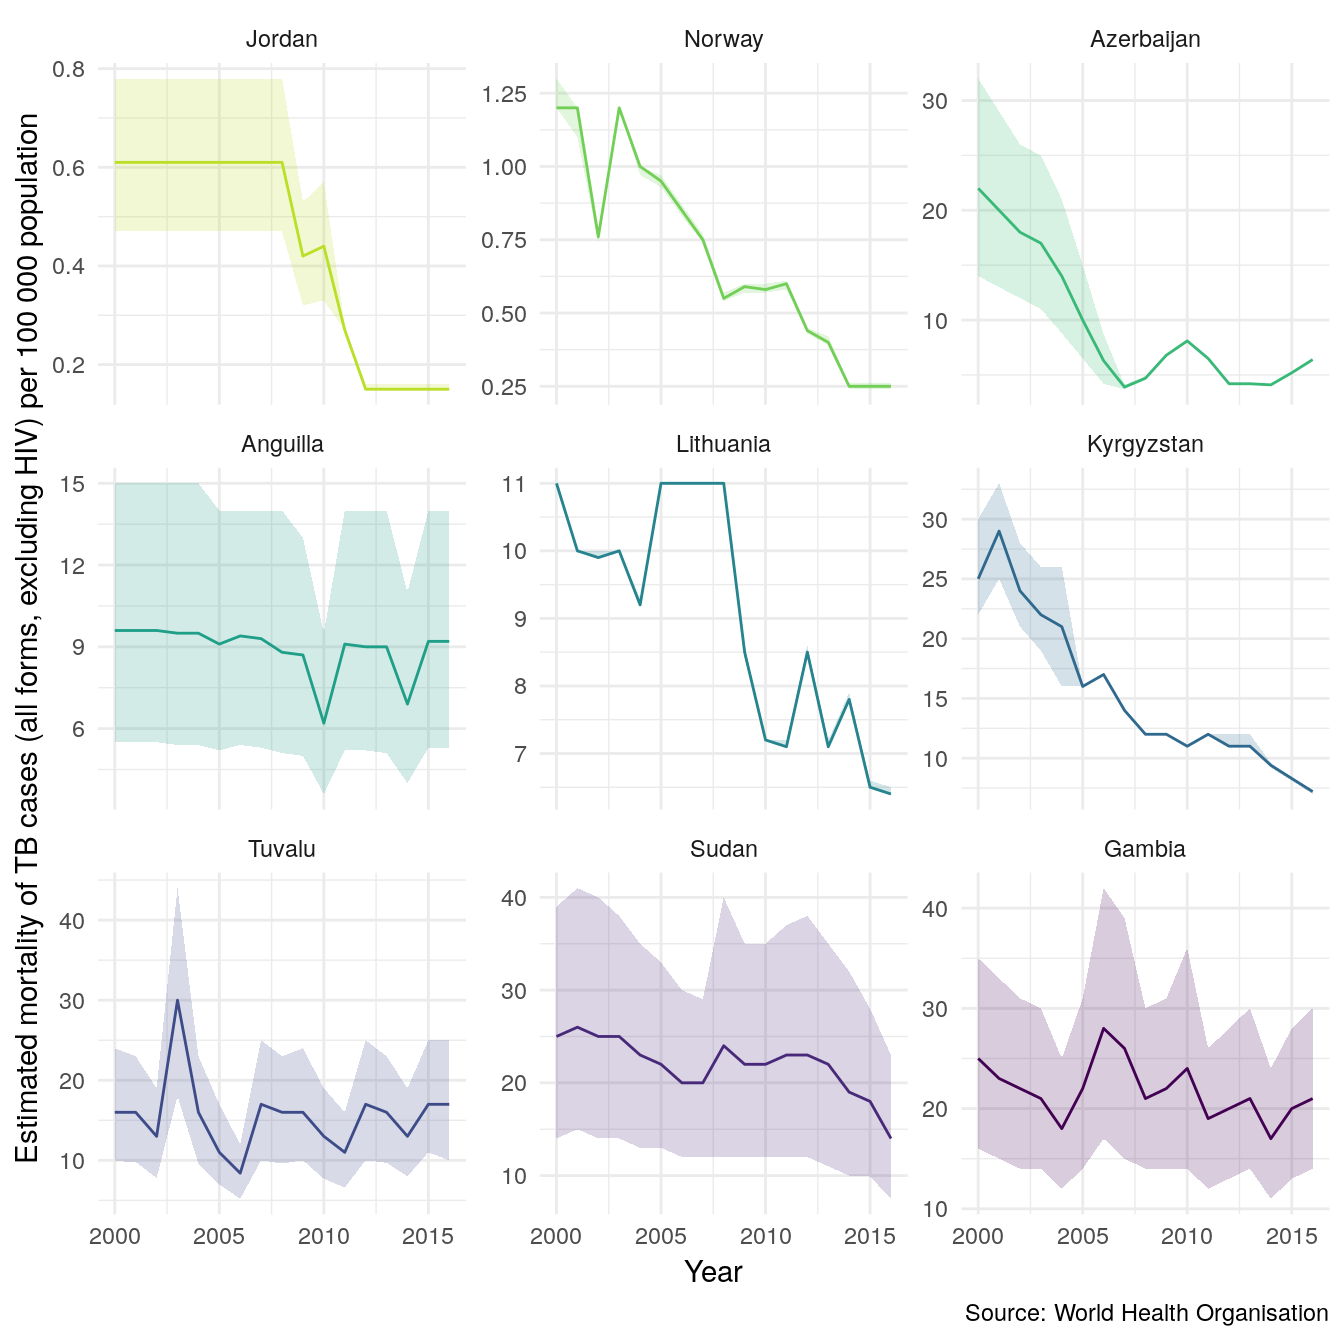 Estimated mortality of TB cases (all forms, excluding HIV) per 100 000 population
Jordan
0.8
0.6
0.4
0.2
Norway
1.25
1.00
0.75
0.50
0.25
Azerbaijan
30
20
10
Anguilla
15
12
9
6
Lithuania
11
10
9
8
7
Kyrgyzstan
30
25
20
15
10
Tuvalu
40
30
20
10
2000 2005 2010 2015
Sudan
40
30
20
10
2000 2005 2010 2015
Gambia
40
30
20
10
2000 2005 2010 2015
Year
Source: World Health Organisation